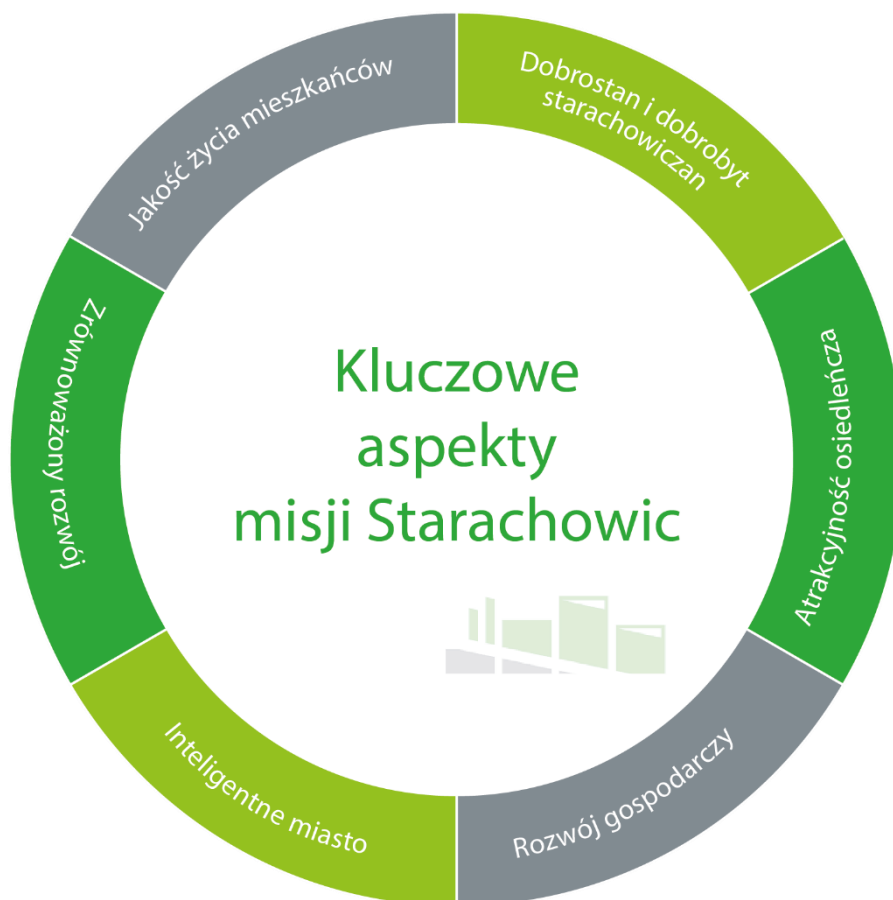 Kluczowe
aspekty
misji Starachowic
Dobrostan i dobrobyt
starachowiczan
Atrakcyjność osiedleńcza
Rozwój gospodarczy
Inteligentne miasto
Zrównoważony rozwój
Jakość życia mieszkańców